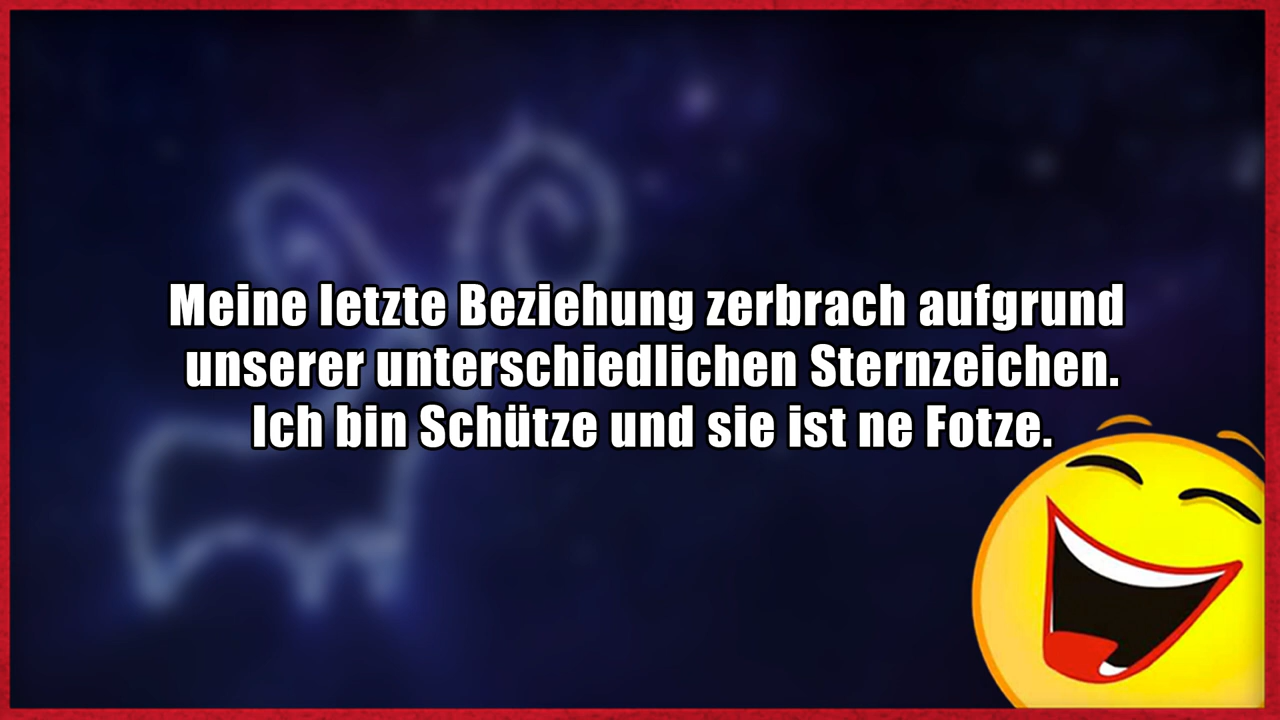 Meine letzte Beziehung zerbrach aufgrund
unserer unterschiedlichen Sternzeichen.
Ich bin Schütze und sie ist ne Fotze.